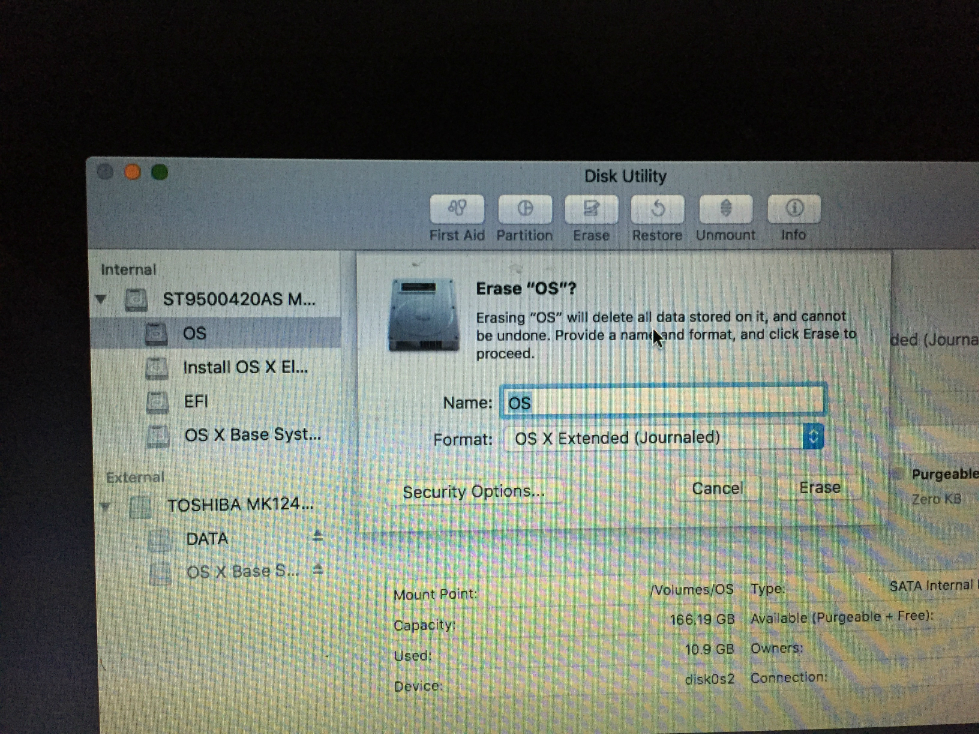 Disk Utility
First Aid Partition Erase Restore Unmount Info
Internal
ST9500420AS M...
OS
Install OS X El...
EFI
OS X Base Syst...
External
TOSHIBA MK124...
DATA
OS X Base S...
Erase “OS”?
Erasing “OS” will delete all data stored on it, and cannot
be undone. Provide a name and format, and click Erase to
proceed.
Name: OS
Format: OS X Extended (Journaled)
Security Options... Cancel Erase
Purgeable
Zero KB
Mount Point: /Volumes/OS Type: SATA Internal
Capacity: 166.19 GB Available (Purgeable + Free):
Used: 10.9 GB Owners:
Device: disk0s2 Connection: